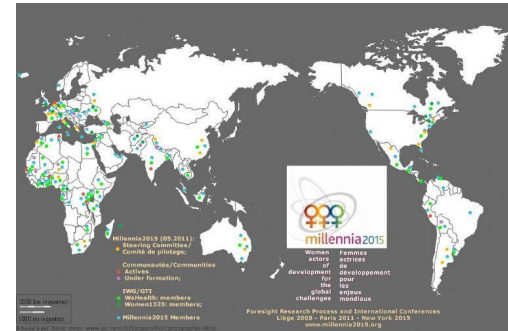 millennia2015
Millennia2015 (05.2011):
Steering Committee/
Comité de pilotage;
Communautés/Communities
Actives
Under formation;
IWG/GTI
WeHealth: members
Women1325: members;
Millennia2015 Members
Women
actors
of
development
for
the
global
challenges
Femmes
actrices
de
développement
pour
les
enjeux
mondiaux
Foresight Research Process and International Conferences
Liège 2008 - Paris 2011 - New York 2015
www.millennia2015.org